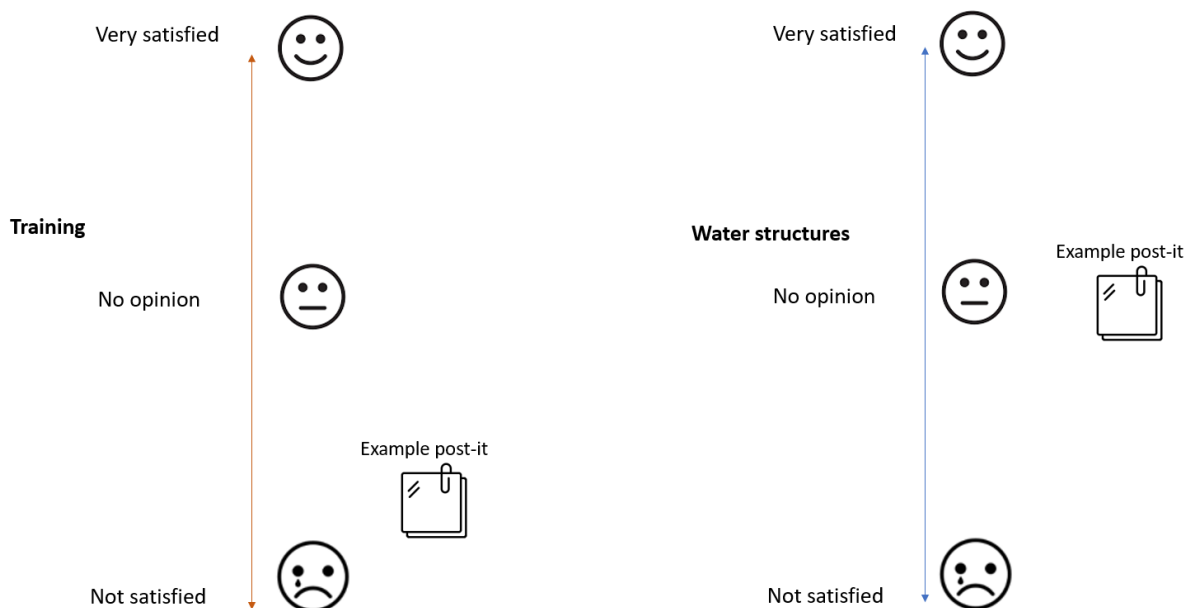 Very satisfied
Training
No opinion
Example post-it
Not satisfied
Very satisfied
Water structures
Example post-it
No opinion
Not satisfied